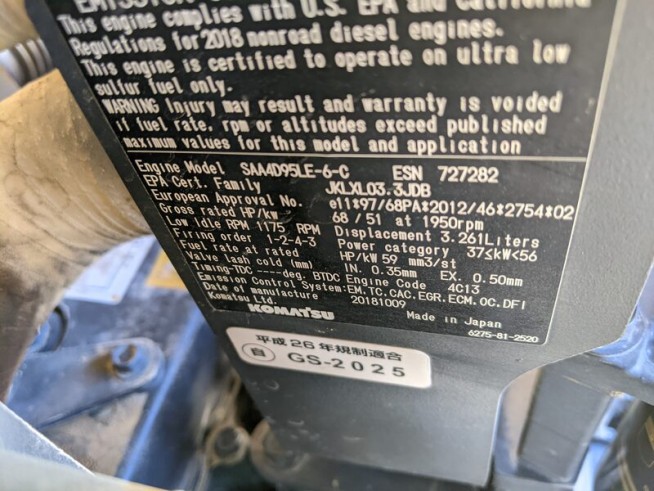 This engine complies with U.S. EPA and California
Regulations for 2018 nonroad diesel engines.
This engine is certified to operate on ultra low
sulfur fuel only.
WARNING Injury may result and warranty is voided
if fuel rate, rpm or altitudes exceed published
maximum values for this model and application
Engine Model SAA4D95LE-6-C ESN 727282
EPA Cert. Family JKLXL03.3JDB
European Approval No. e11*97/68PA*2012/46*2754*02
Gross rated HP/kw 68/51 at 1950rpm
Low Idle RPM 1175 RPM Displacement 3.261Liters
Firing order 1-2-4-3 Power category 37≤kW<56
Fuel rate at rated HP/kW 59 mm3/st
Valve lash cold (mm) IN. 0.35mm EX. 0.50mm
Timing-TDC ----deg. BTDC Engine Code 4C13
Emission Control System:EM.TC.CAC.EGR.ECM.OC.DFI
Date of manufacture 20181009
Komatsu Ltd.
KOMATSU Made in Japan
6275-81-2520
平成26年規制適合
自 GS-2025